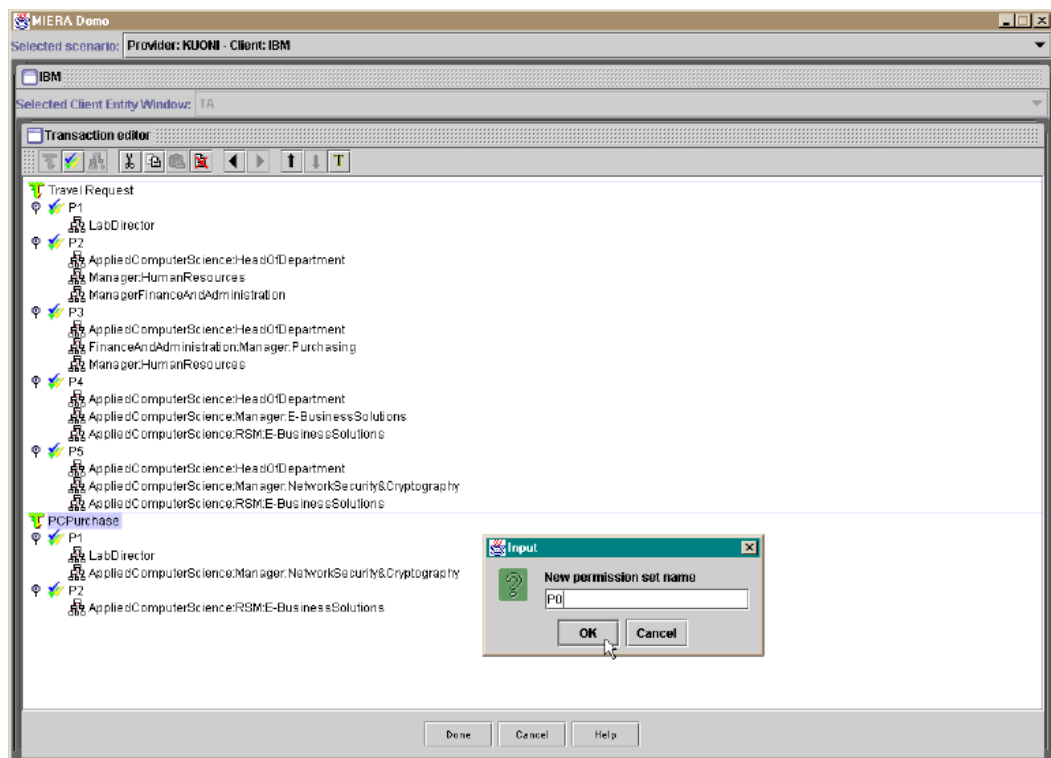 MIERA Demo
Selected scenario: Provider: KUONI - Client: IBM
IBM
Selected Client Entity Window: TA
Transaction editor
T
Travel Request
P1
LabDirector
P2
AppliedComputerScience:HeadOfDepartment
Manager:HumanResources
ManagerFinanceAndAdministration
P3
AppliedComputerScience:HeadOfDepartment
FinanceAndAdministration:Manager:Purchasing
Manager:HumanResources
P4
AppliedComputerScience:HeadOfDepartment
AppliedComputerScience:Manager:E-BusinessSolutions
AppliedComputerScience:RSM:E-BusinessSolutions
P5
AppliedComputerScience:HeadOfDepartment
AppliedComputerScience:Manager:NetworkSecurity&Cryptography
AppliedComputerScience:RSM:E-BusinessSolutions
PCPurchase
P1
LabDirector
AppliedComputerScience:Manager:NetworkSecurity&Cryptography
P2
AppliedComputerScience:RSM:E-BusinessSolutions
Input
New permission set name
P0
OK Cancel
Done Cancel Help